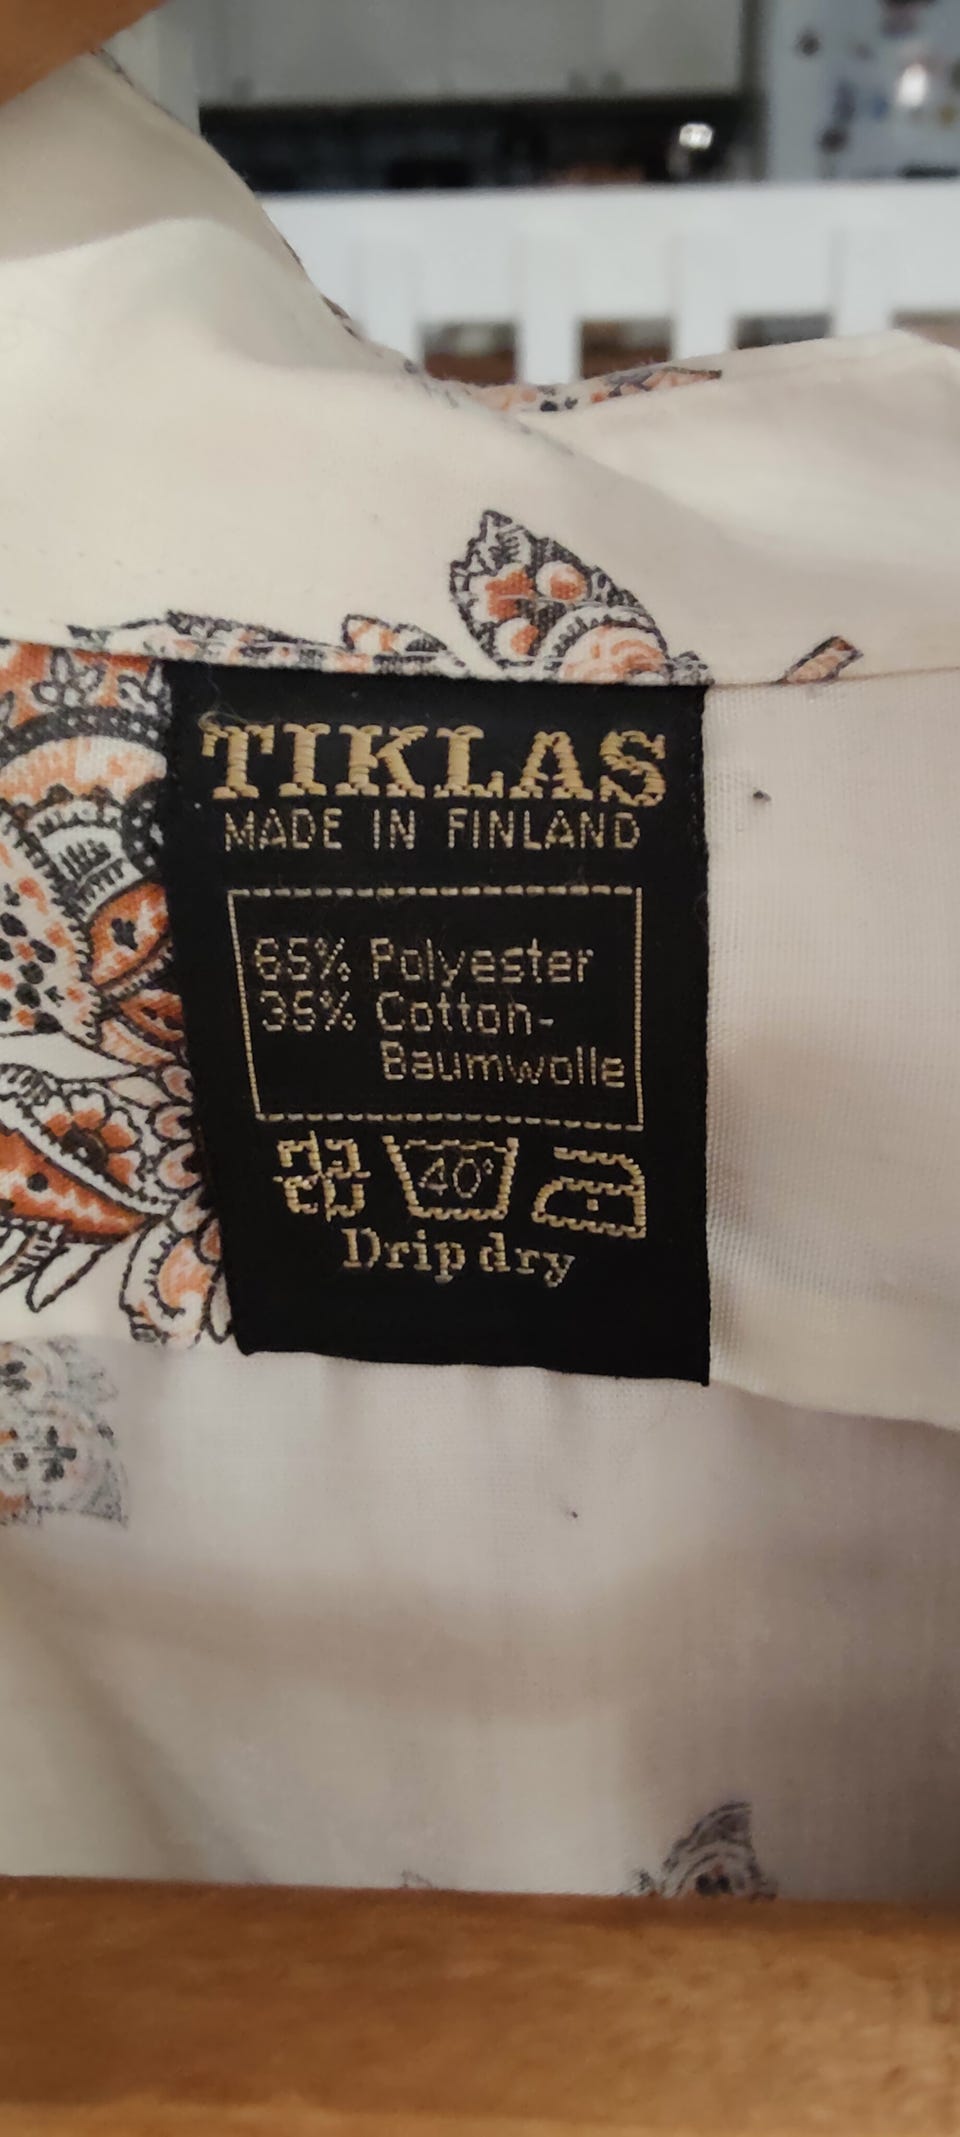 TIKLAS
MADE IN FINLAND
65% Polyester
35% Cotton-
Baumwolle
40°
Drip dry